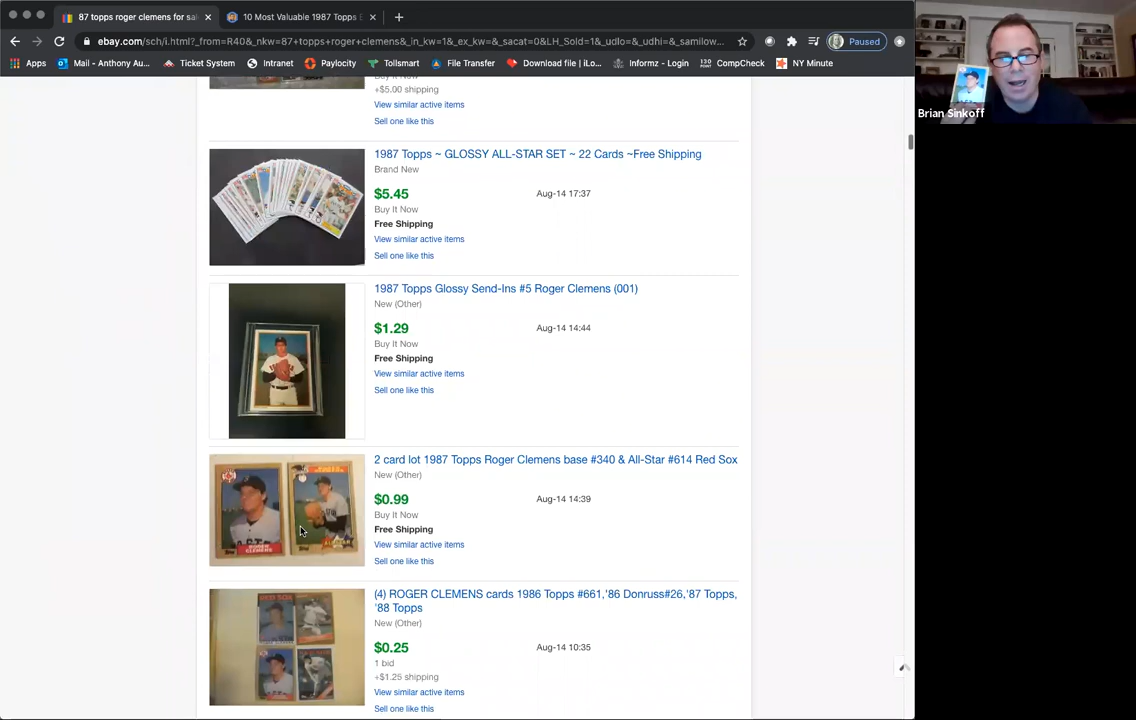 87 topps roger clemens for sa
10 Most Valuable 1987 Topps
ebay.com/sch/i.html?_from=R40&_nkw=87+topps+roger+clemens&_in_kw=1&_ex_kw=&_sacat=0&LH_Sold=1&_udlo=&_udhi=&_samilow...
Paused
Apps
Mail - Anthony Au...
Ticket System
Intranet
Paylocity
Tollsmart
File Transfer
Download file | iLo...
Informz - Login
CompCheck
NY Minute
Brian Sinkoff
Buy It Now
+$5.00 shipping
View similar active items
Sell one like this
1987 Topps ~ GLOSSY ALL-STAR SET ~ 22 Cards ~Free Shipping
Brand New
$5.45
Aug-14 17:37
Buy It Now
Free Shipping
View similar active items
Sell one like this
1987 Topps Glossy Send-Ins #5 Roger Clemens (001)
New (Other)
$1.29
Aug-14 14:44
Buy It Now
Free Shipping
View similar active items
Sell one like this
2 card lot 1987 Topps Roger Clemens base #340 & All-Star #614 Red Sox
New (Other)
$0.99
Aug-14 14:39
Buy It Now
Free Shipping
View similar active items
Sell one like this
ROGER
CLEMENS
(4) ROGER CLEMENS cards 1986 Topps #661,'86 Donruss#26,'87 Topps,
'88 Topps
New (Other)
$0.25
Aug-14 10:35
1 bid
+$1.25 shipping
View similar active items
Sell one like this